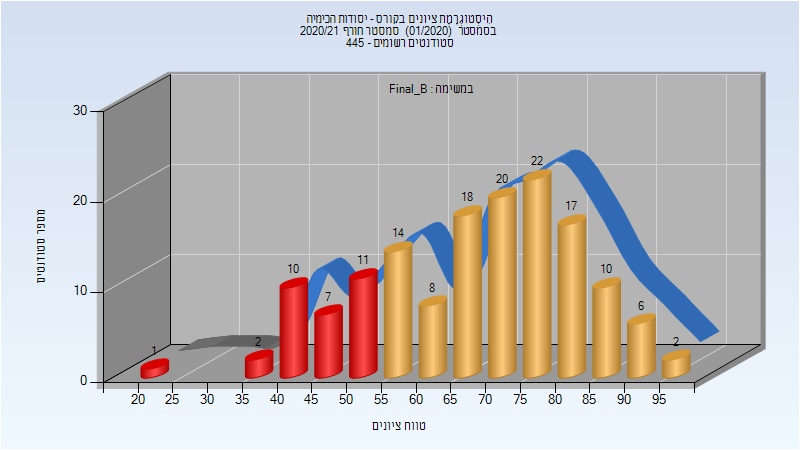 היסטוגרמת ציונים בקורס - יסודות הכימיה
בסמסטר (01/2020) סמסטר חורף 2020/21
סטודנטים רשומים - 445
במשימה : Final_B
מספר סטודנטים
30
20
10
0
1
2
10
7
11
14
8
18
20
22
17
10
6
2
20 25 30 35 40 45 50 55 60 65 70 75 80 85 90 95
טווח ציונים